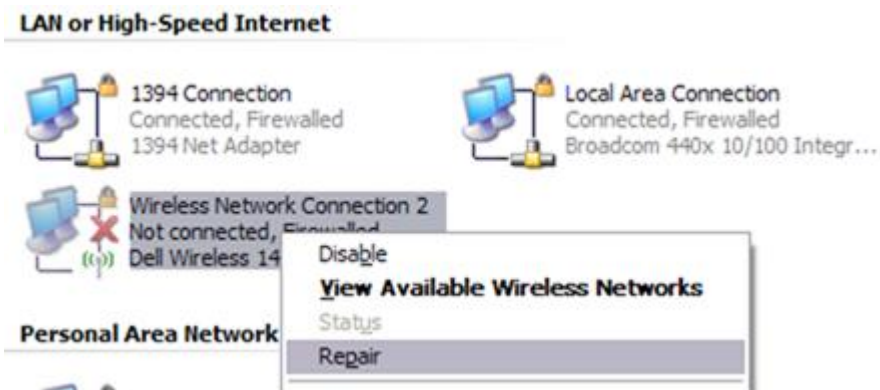 LAN or High-Speed Internet
1394 Connection
Connected, Firewalled
1394 Net Adapter
Local Area Connection
Connected, Firewalled
Broadcom 440x 10/100 Integr...
Wireless Network Connection 2
Not connected, Firewalled
Dell Wireless 14
Disable
View Available Wireless Networks
Status
Repair
Personal Area Network